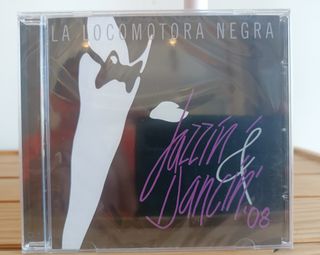 LA LOCOMOTORA NEGRA
Jazzin'
&
Dancin'
'08